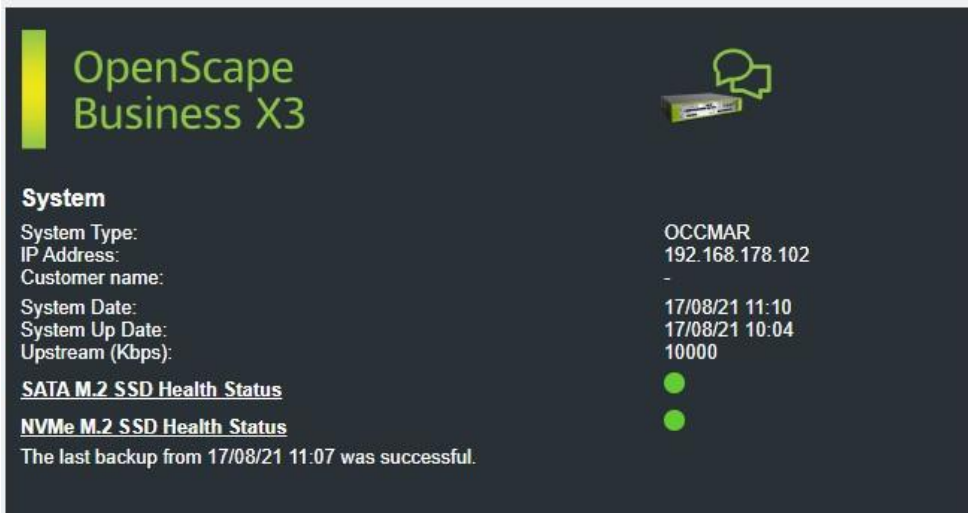 OpenScape
Business X3
System
System Type: OCCMAR
IP Address: 192.168.178.102
Customer name: -
System Date: 17/08/21 11:10
System Up Date: 17/08/21 10:04
Upstream (Kbps): 10000
SATA M.2 SSD Health Status
NVMe M.2 SSD Health Status
The last backup from 17/08/21 11:07 was successful.